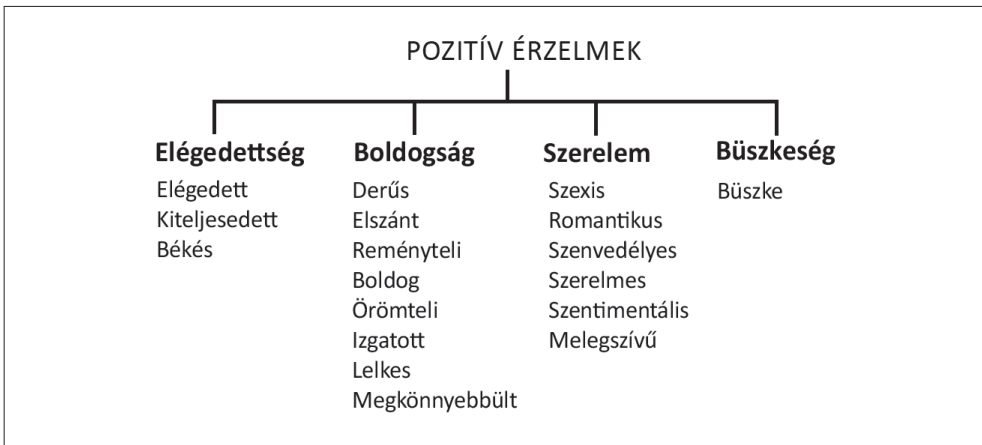 POZITÍV ÉRZELMEK
Elégedettség
Elégedett
Kiteljesedett
Békés
Boldogság
Derűs
Elszánt
Reményteli
Boldog
Örömteli
Izgatott
Lelkes
Megkönnyebbült
Szerelem
Szexis
Romantikus
Szenvedélyes
Szerelmes
Szentimentális
Melegszívű
Büszkeség
Büszke